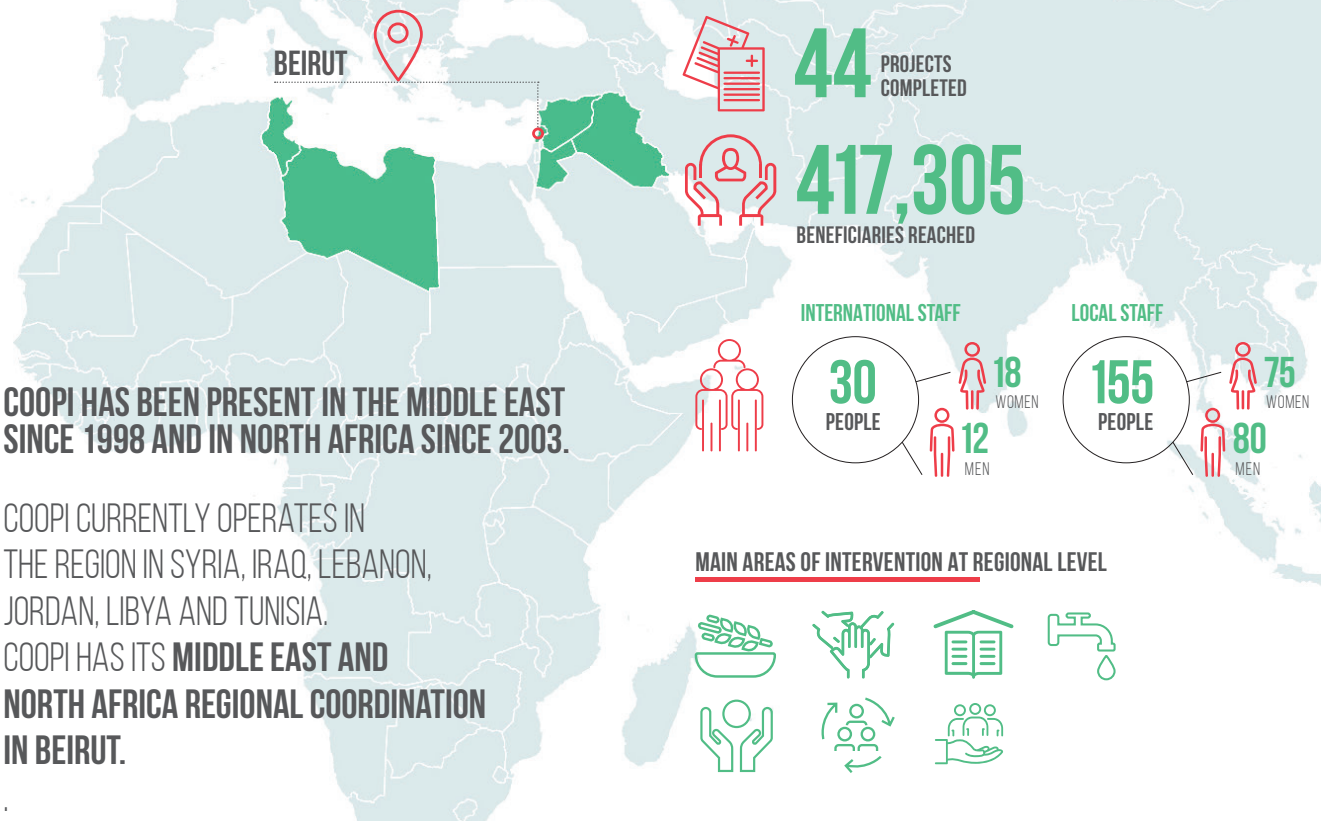 BEIRUT
44 PROJECTS
COMPLETED
417,305
BENEFICIARIES REACHED
INTERNATIONAL STAFF
30
PEOPLE
18
WOMEN
12
MEN
LOCAL STAFF
155
PEOPLE
75
WOMEN
80
MEN
COOPI HAS BEEN PRESENT IN THE MIDDLE EAST
SINCE 1998 AND IN NORTH AFRICA SINCE 2003.
COOPI CURRENTLY OPERATES IN
THE REGION IN SYRIA, IRAQ, LEBANON,
JORDAN, LIBYA AND TUNISIA.
COOPI HAS ITS MIDDLE EAST AND
NORTH AFRICA REGIONAL COORDINATION
IN BEIRUT.
.
MAIN AREAS OF INTERVENTION AT REGIONAL LEVEL